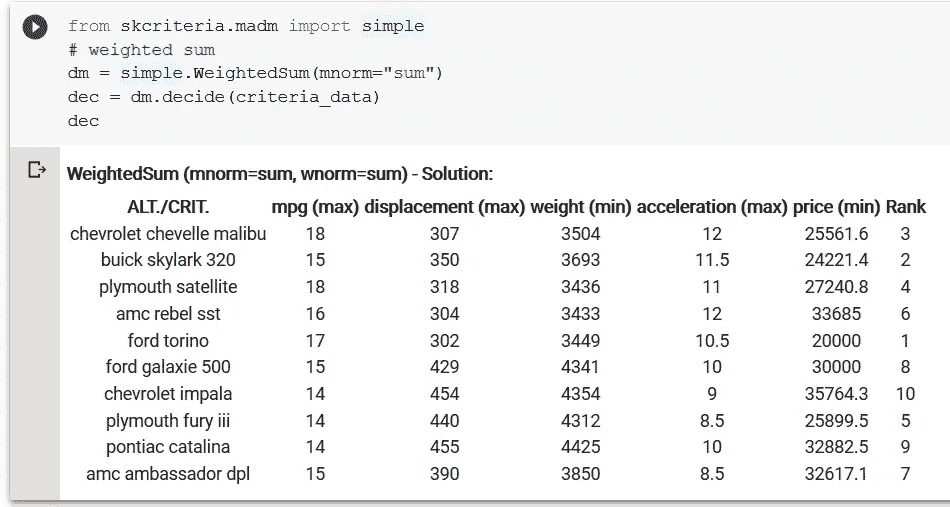 from skcriteria.madm import simple
# weighted sum
dm = simple.WeightedSum(mnorm="sum")
dec = dm.decide(criteria_data)
dec
WeightedSum (mnorm=sum, wnorm=sum) - Solution:
ALT./CRIT. mpg (max) displacement (max) weight (min) acceleration (max) price (min) Rank
chevrolet chevelle malibu 18 307 3504 12 25561.6 3
buick skylark 320 15 350 3693 11.5 24221.4 2
plymouth satellite 18 318 3436 11 27240.8 4
amc rebel sst 16 304 3433 12 33685 6
ford torino 17 302 3449 10.5 20000 1
ford galaxie 500 15 429 4341 10 30000 8
chevrolet impala 14 454 4354 9 35764.3 10
plymouth fury iii 14 440 4312 8.5 25899.5 5
pontiac catalina 14 455 4425 10 32882.5 9
amc ambassador dpl 15 390 3850 8.5 32617.1 7